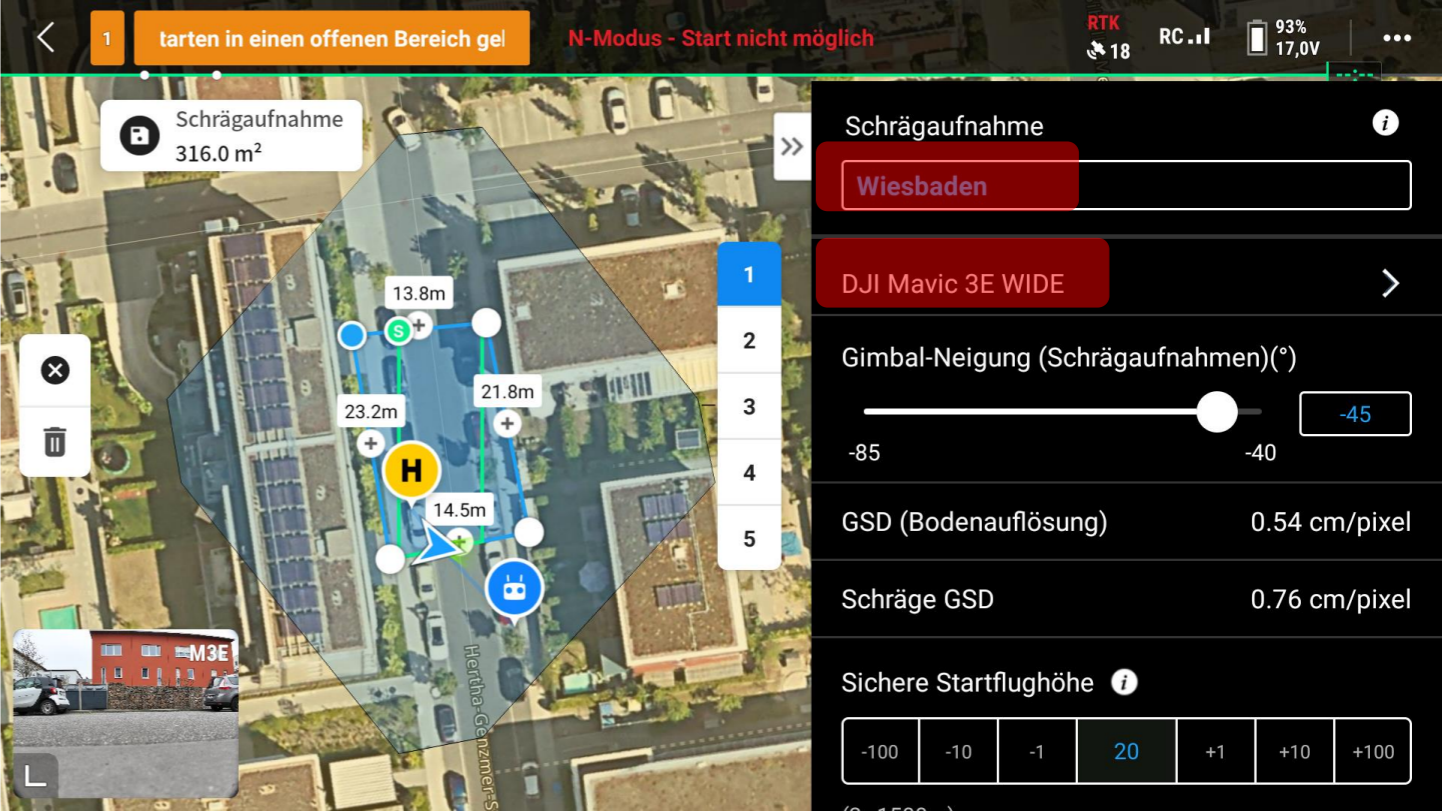 1
tarten in einen offenen Bereich gel
N-Modus - Start nicht möglich
RTK
18
RC
93%
17,0V
Schrägaufnahme
316.0 m²
Schrägaufnahme
Wiesbaden
DJI Mavic 3E WIDE
Gimbal-Neigung (Schrägaufnahmen)(°)
-45
-85
-40
GSD (Bodenauflösung)
0.54 cm/pixel
Schräge GSD
0.76 cm/pixel
Sichere Startflughöhe
-100
-10
-1
20
+1
+10
+100
1
2
3
4
5
13.8m
S
21.8m
23.2m
H
14.5m
Hertha-Genzmer-S
M3E